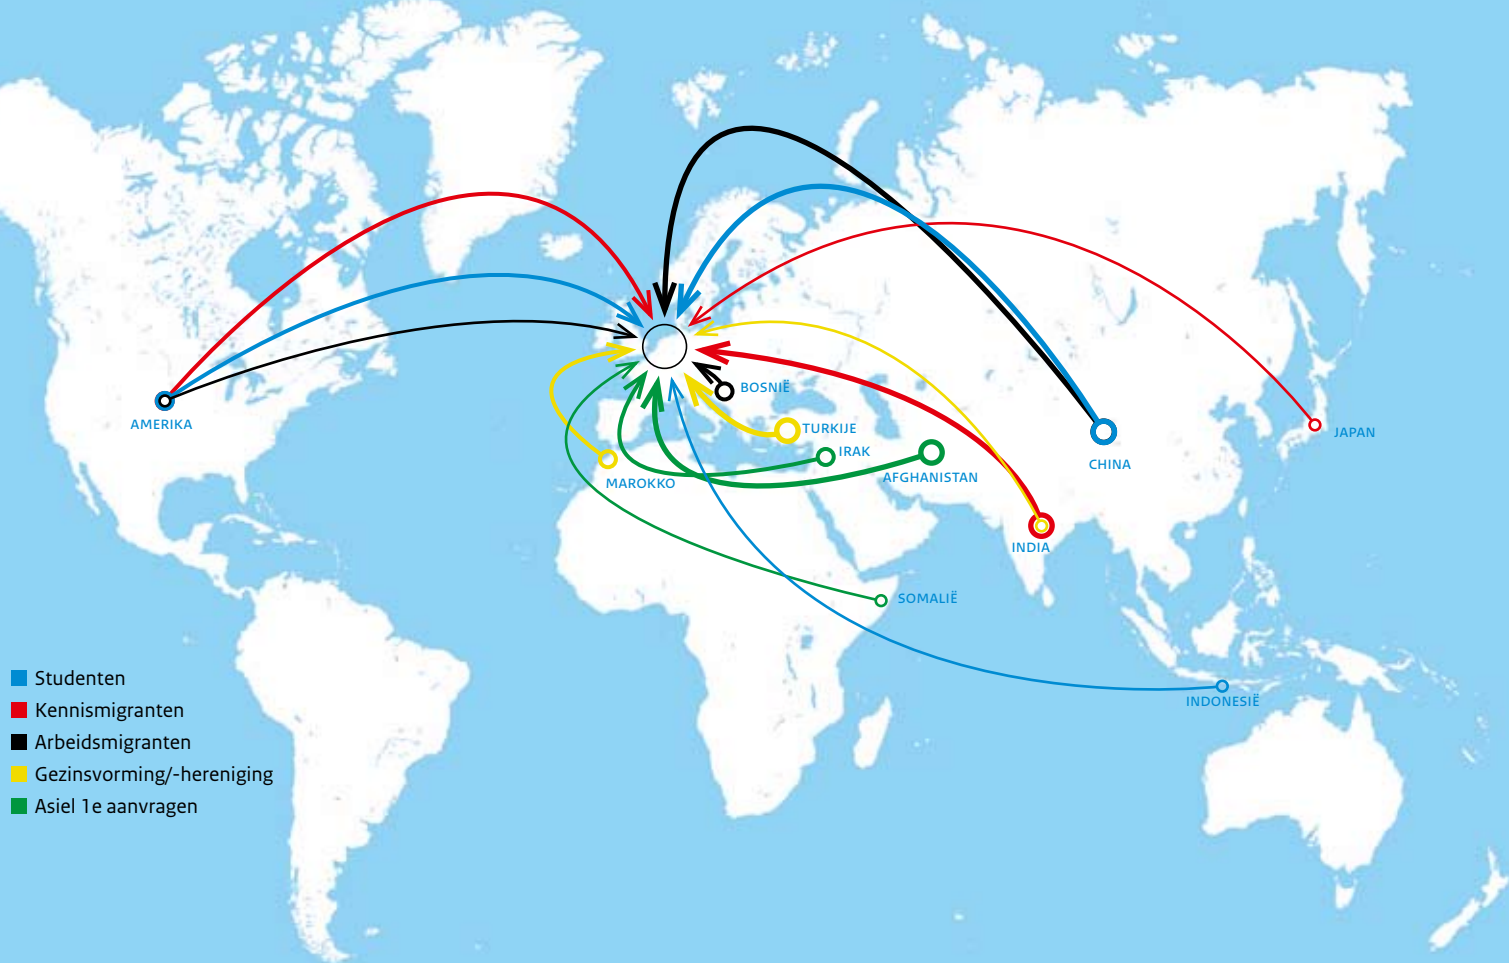 AMERIKA
BOSNIË
TURKIJE
IRAK
AFGHANISTAN
MAROKKO
JAPAN
CHINA
INDIA
SOMALIË
INDONESIË
Studenten
Kennismigranten
Arbeidsmigranten
Gezinsvorming/-hereniging
Asiel 1e aanvragen